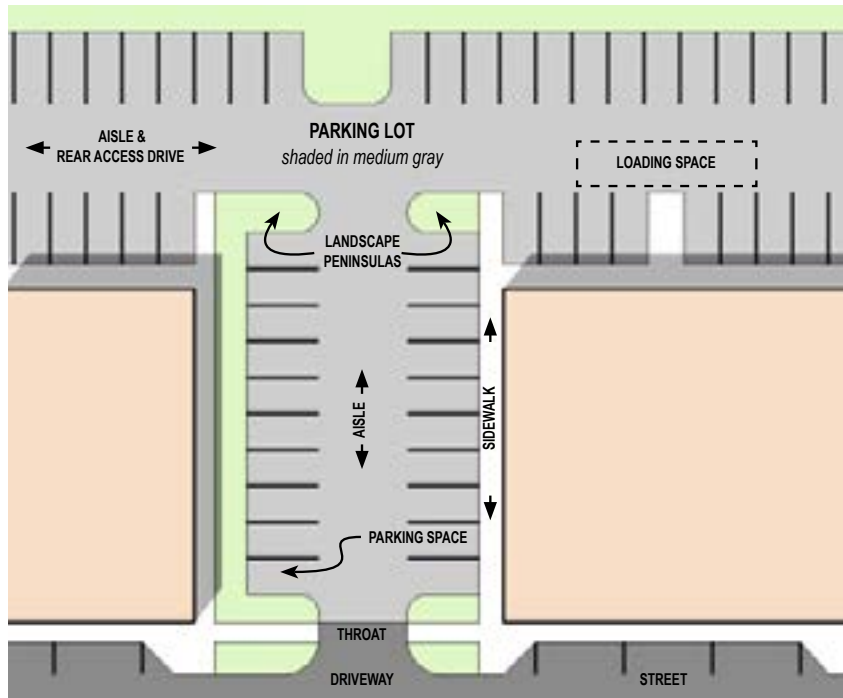 PARKING LOT
shaded in medium gray
AISLE &
REAR ACCESS DRIVE
LOADING SPACE
LANDSCAPE
PENINSULAS
AISLE
SIDEWALK
PARKING SPACE
THROAT
DRIVEWAY
STREET